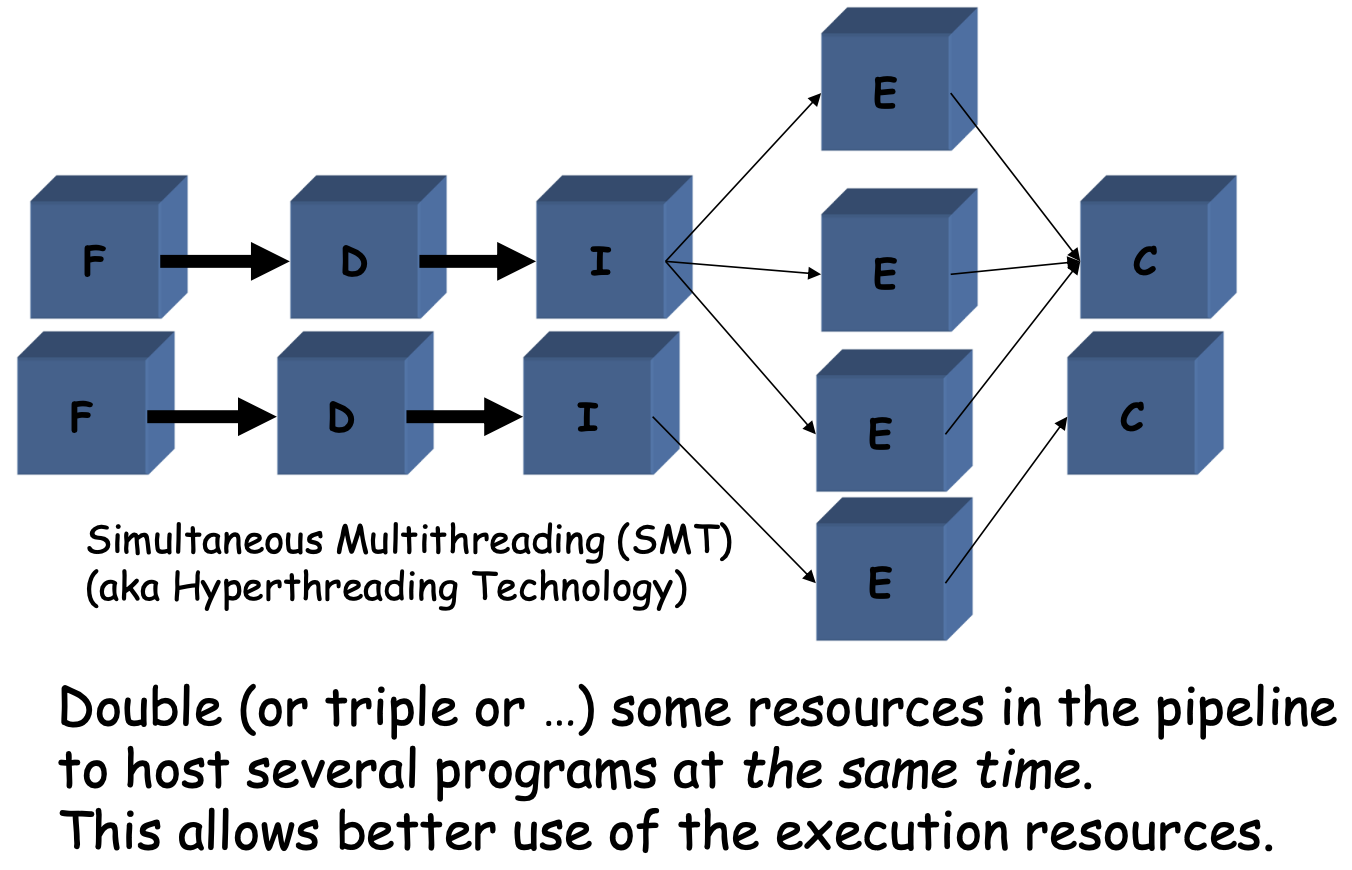 E
F D I E C
F D I E C
E
Simultaneous Multithreading (SMT)
(aka Hyperthreading Technology)
Double (or triple or …) some resources in the pipeline
to host several programs at the same time.
This allows better use of the execution resources.